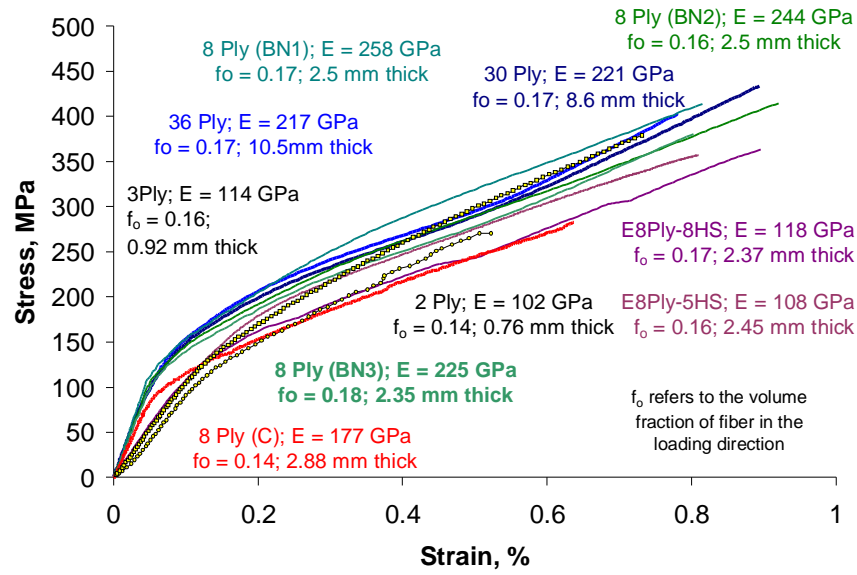 8 Ply (BN2); E = 244 GPa
fo = 0.16; 2.5 mm thick
8 Ply (BN1); E = 258 GPa
fo = 0.17; 2.5 mm thick
30 Ply; E = 221 GPa
fo = 0.17; 8.6 mm thick
36 Ply; E = 217 GPa
fo = 0.17; 10.5mm thick
3Ply; E = 114 GPa
fo = 0.16;
0.92 mm thick
E8Ply-8HS; E = 118 GPa
fo = 0.17; 2.37 mm thick
2 Ply; E = 102 GPa
fo = 0.14; 0.76 mm thick
E8Ply-5HS; E = 108 GPa
fo = 0.16; 2.45 mm thick
8 Ply (BN3); E = 225 GPa
fo = 0.18; 2.35 mm thick
8 Ply (C); E = 177 GPa
fo = 0.14; 2.88 mm thick
fo refers to the volume
fraction of fiber in the
loading direction
Stress, MPa
500
450
400
350
300
250
200
150
100
50
0
0
0.2
0.4
0.6
0.8
1
Strain, %